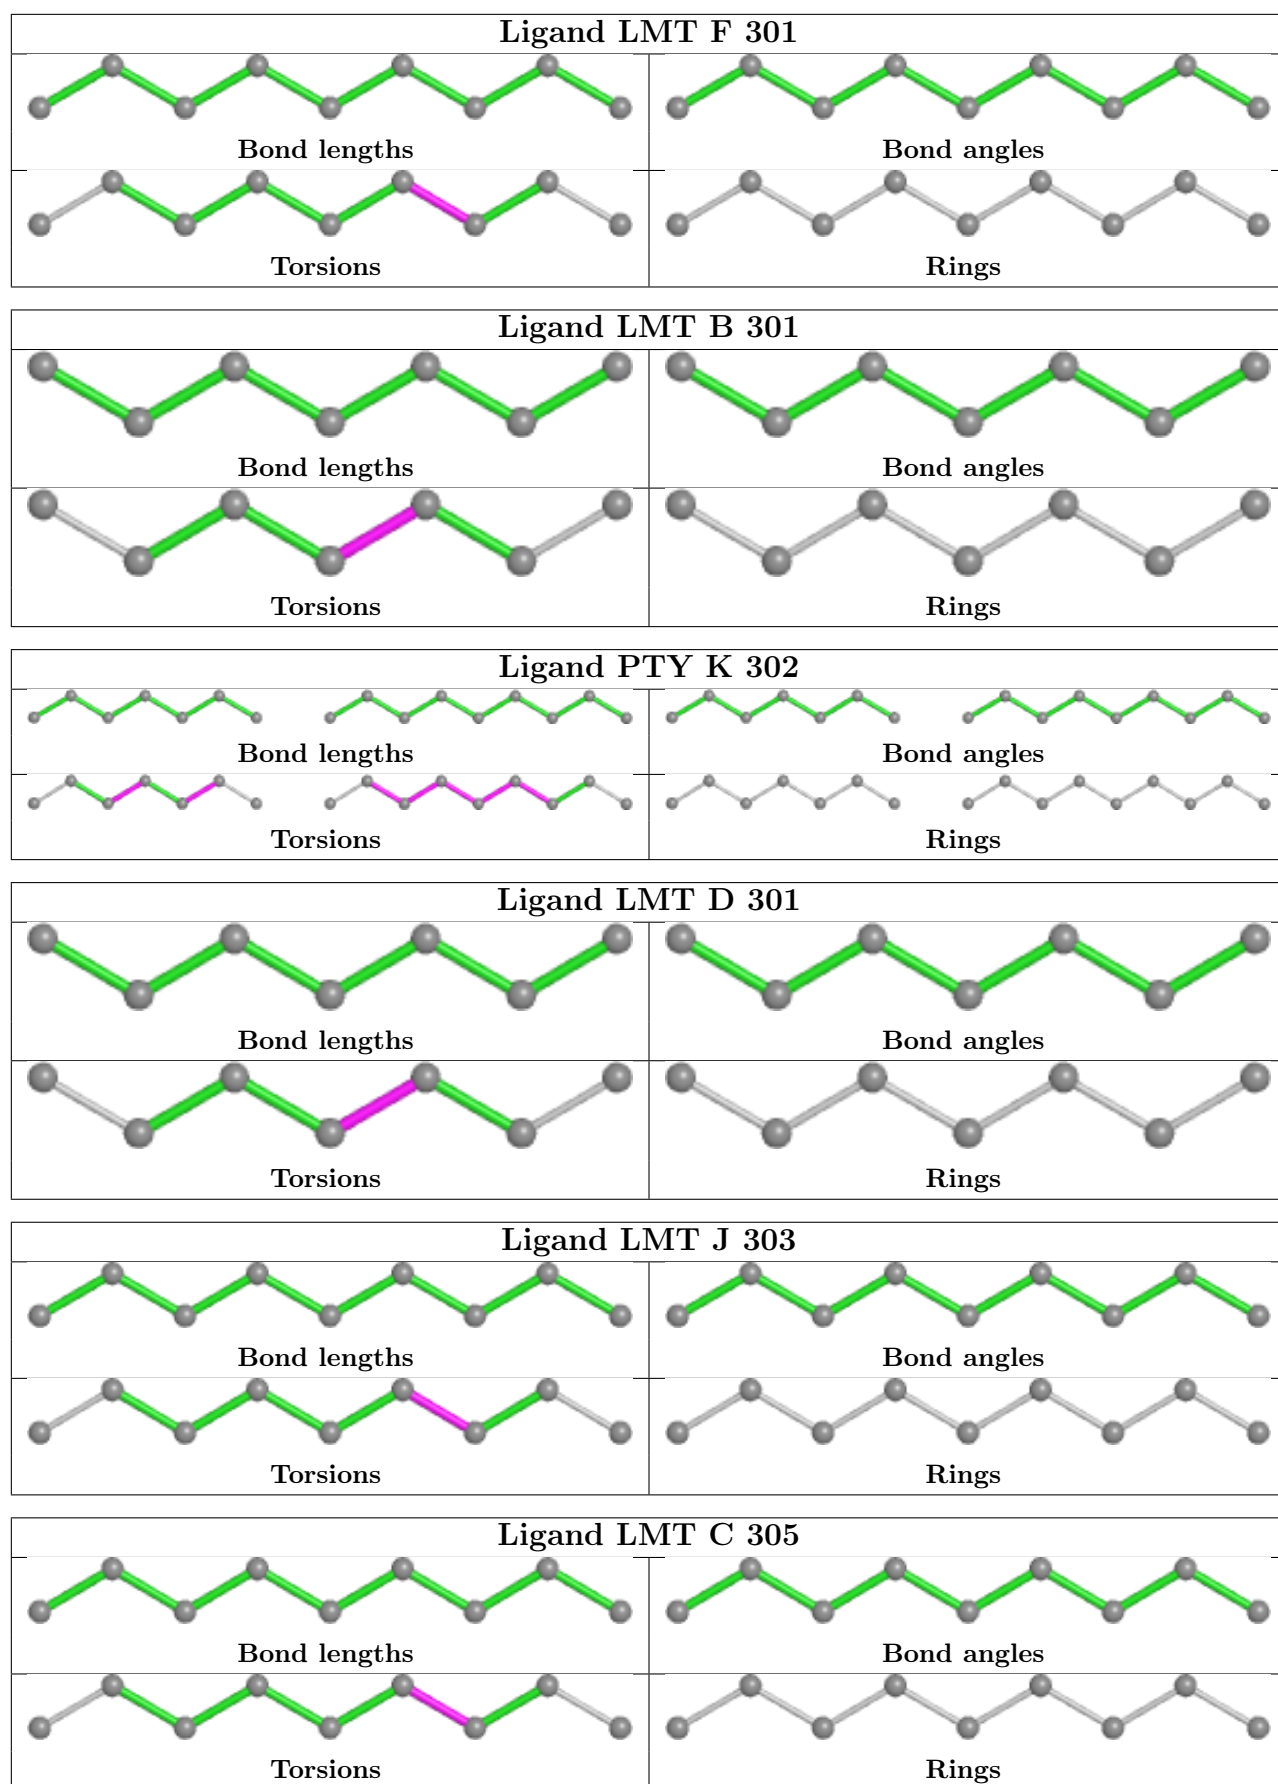 Ligand LMT F 301
Bond lengths Bond angles
Torsions Rings
Ligand LMT B 301
Bond lengths Bond angles
Torsions Rings
Ligand PTY K 302
Bond lengths Bond angles
Torsions Rings
Ligand LMT D 301
Bond lengths Bond angles
Torsions Rings
Ligand LMT J 303
Bond lengths Bond angles
Torsions Rings
Ligand LMT C 305
Bond lengths Bond angles
Torsions Rings